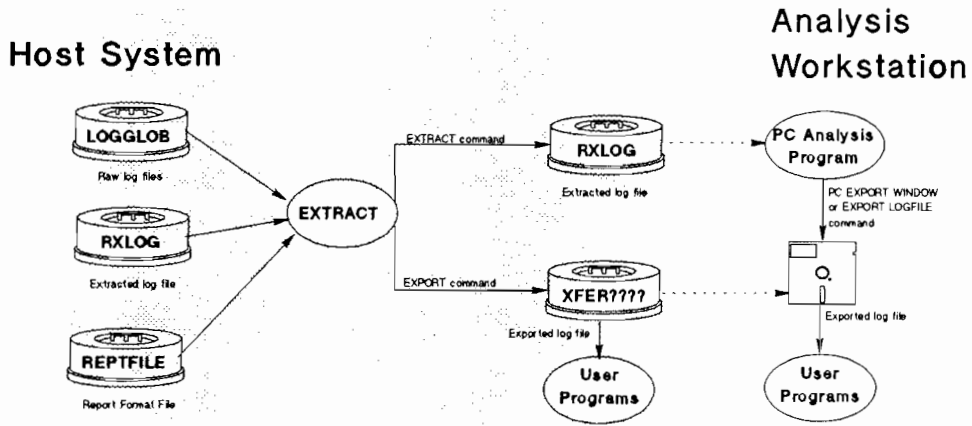 Host System
Analysis
Workstation
LOGGLOB
Raw log files
RXLOG
Extracted log file
REPTFILE
Report Format File
EXTRACT
EXTRACT command
RXLOG
Extracted log file
EXPORT command
XFER????
Exported log file
User
Programs
PC Analysis
Program
PC EXPORT WINDOW
or EXPORT LOGFILE
command
Exported log file
User
Programs